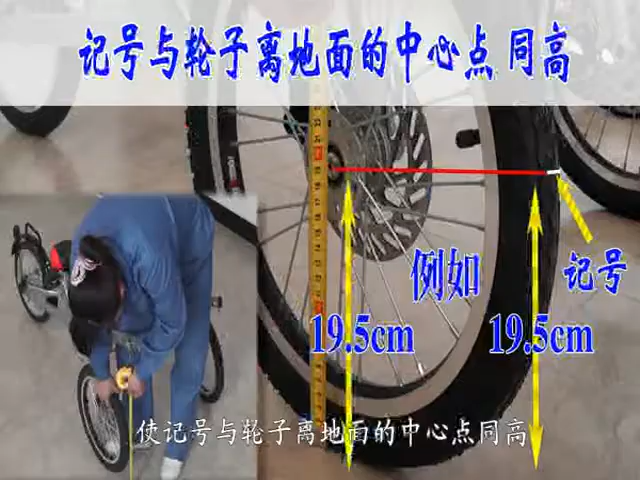 记号与轮子离地面的中心点同高
例如
记号
19.5cm
19.5cm
使记号与轮子离地面的中心点同高